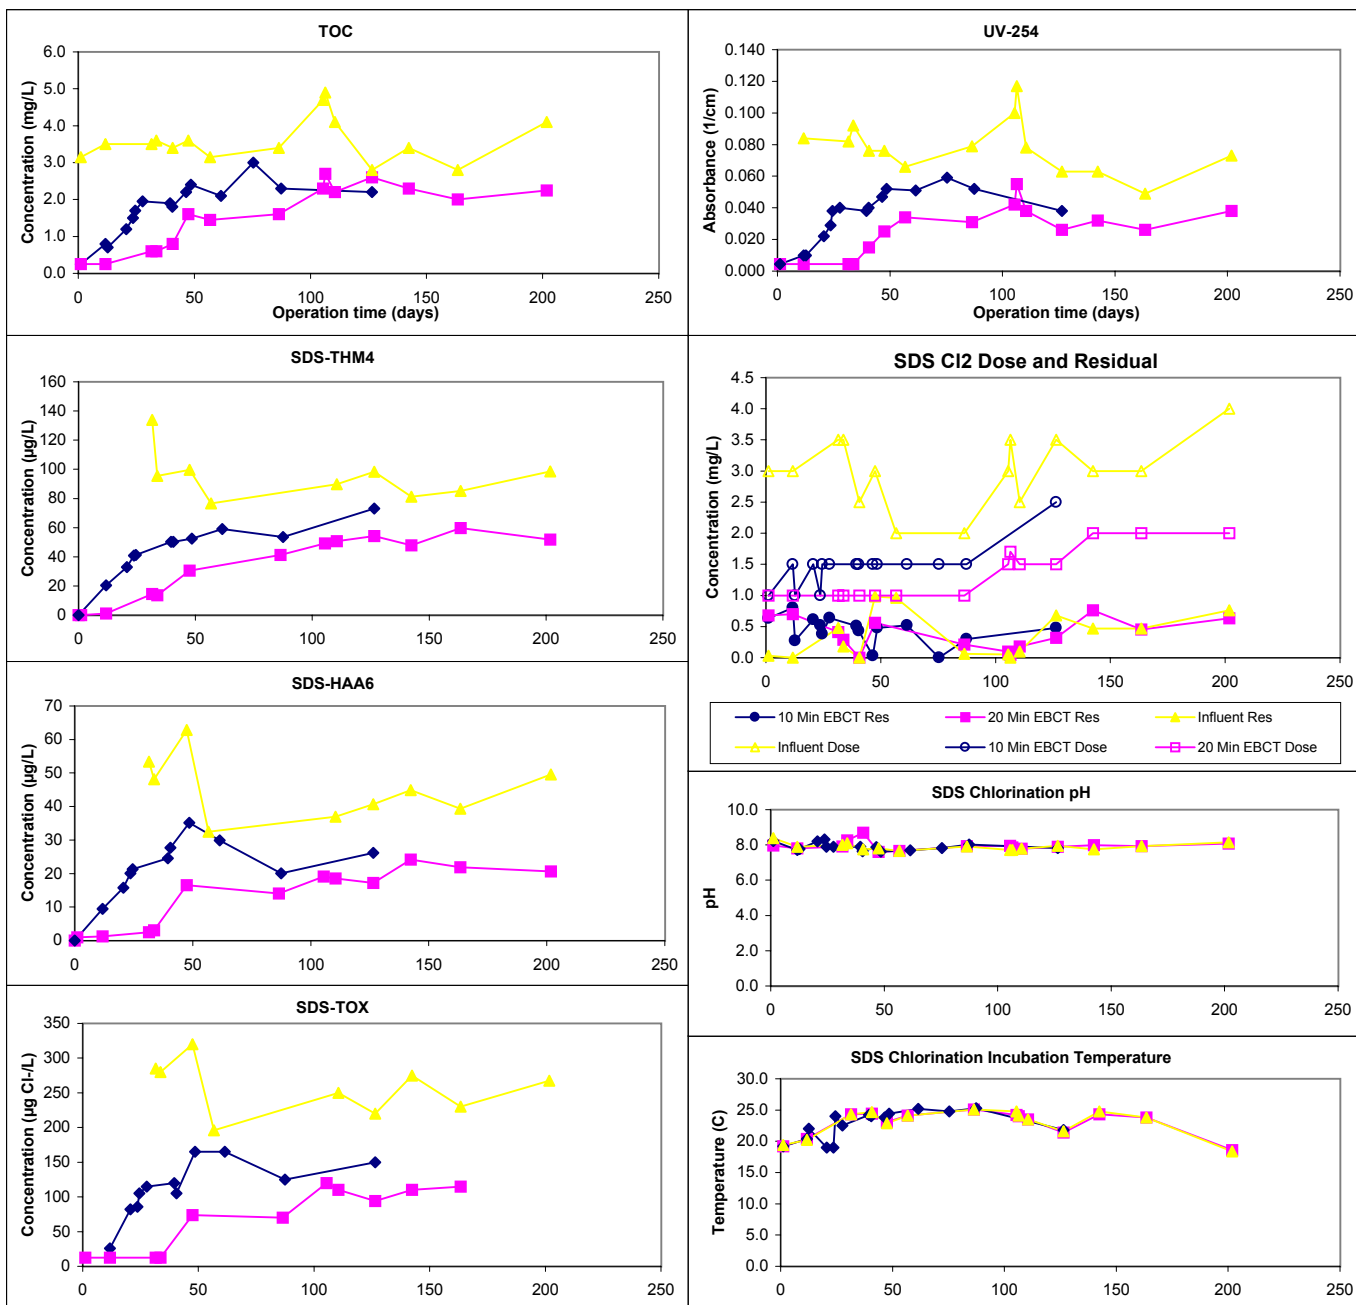 TOC
Concentration (mg/L)
6.0
5.0
4.0
3.0
2.0
1.0
0.0
0 50 100 150 200 250
Operation time (days)
UV-254
Absorbance (1/cm)
0.140
0.120
0.100
0.080
0.060
0.040
0.020
0.000
0 50 100 150 200 250
Operation time (days)
SDS-THM4
Concentration (µg/L)
160
140
120
100
80
60
40
20
0
0 50 100 150 200 250
SDS Cl2 Dose and Residual
Concentration (mg/L)
4.5
4.0
3.5
3.0
2.5
2.0
1.5
1.0
0.5
0.0
0 50 100 150 200 250
10 Min EBCT Res 20 Min EBCT Res Influent Res
Influent Dose 10 Min EBCT Dose 20 Min EBCT Dose
SDS-HAA6
Concentration (µg/L)
70
60
50
40
30
20
10
0
0 50 100 150 200 250
SDS Chlorination pH
pH
10.0
8.0
6.0
4.0
2.0
0.0
0 50 100 150 200 250
SDS-TOX
Concentration (µg Cl-/L)
350
300
250
200
150
100
50
0
0 50 100 150 200 250
SDS Chlorination Incubation Temperature
Temperature (C)
30.0
25.0
20.0
15.0
10.0
5.0
0.0
0 50 100 150 200 250